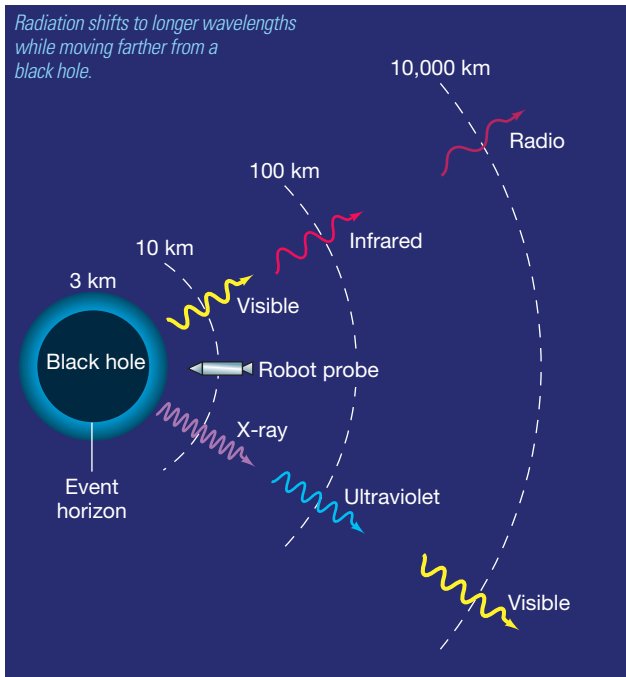 Radiation shifts to longer wavelengths
while moving farther from a
black hole.
10,000 km
Radio
100 km
Infrared
10 km
3 km
Visible
Black hole
Robot probe
X-ray
Event
horizon
Ultraviolet
Visible